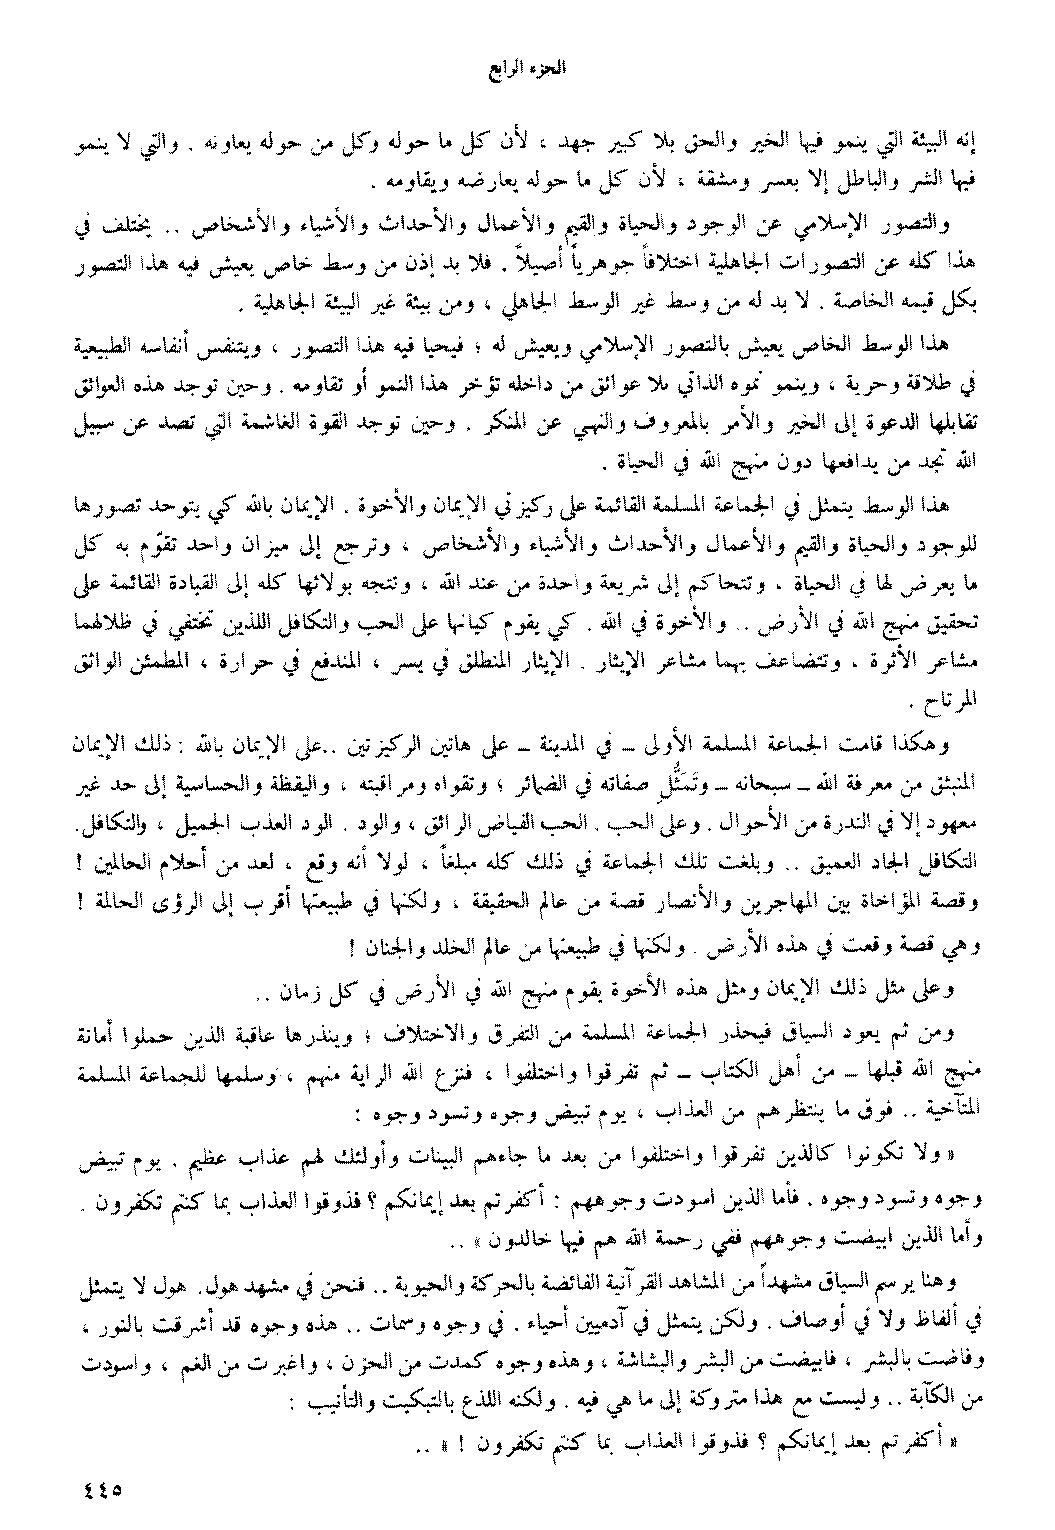 الجزء الرابع
إنه البيئة التي ينمو فيها الخير والحق بلا كبير جهد ، لأن كل ما حوله وكل من حوله يعاونه . والتي لا ينمو
فيها الشر والباطل إلا بعسر ومشقة ، لأن كل ما حوله يعارضه ويقاومه .
والتصور الإسلامي عن الوجود والحياة والقيم والأعمال والأحداث والأشياء والأشخاص .. يختلف في
هذا كله عن التصورات الجاهلية اختلافاً جوهرياً أصيلاً . فلا بد إذن من وسط خاص يعيش فيه هذا التصور
بكل قيمه الخاصة . لا بد له من وسط غير الوسط الجاهلي ، ومن بيئة غير البيئة الجاهلية .
هذا الوسط الخاص يعيش بالتصور الإسلامي ويعيش له ؛ فيحيا فيه هذا التصور ، ويتنفس أنفاسه الطبيعية
في طلاقة وحرية ، وينمو نموه الذاتي بلا عوائق من داخله تؤخر هذا النمو أو تقاومه . وحين توجد هذه العوائق
تقابلها الدعوة إلى الخير والأمر بالمعروف والنهي عن المنكر . وحين توجد القوة الغاشمة التي تصد عن سبيل
الله تجد من يدافعها دون منهج الله في الحياة .
هذا الوسط يتمثل في الجماعة المسلمة القائمة على ركيزتي الإيمان والأخوة . الإيمان بالله كي يتوحد تصورها
للوجود والحياة والقيم والأعمال والأحداث والأشياء والأشخاص ، وترجع إلى ميزان واحد تقوّم به كل
ما يعرض لها في الحياة ، وتتحاكم إلى شريعة واحدة من عند الله ، وتتجه بولائها كله إلى القيادة القائمة على
تحقيق منهج الله في الأرض .. والأخوة في الله . كي يقوم كيانها على الحب والتكافل اللذين تختفي في ظلالهما
مشاعر الأثرة ، وتتضاعف بهما مشاعر الإيثار . الإيثار المنطلق في يسر ، المندفع في حرارة ، المطمئن الواثق
المرتاح .
وهكذا قامت الجماعة المسلمة الأولى – في المدينة – على هاتين الركيزتين ..على الإيمان بالله : ذلك الإيمان
المنبثق من معرفة الله – سبحانه – وتَمَثُّلِ صفاته في الضمائر ؛ وتقواه ومراقبته ، واليقظة والحساسية إلى حد غير
معهود إلا في الندرة من الأحوال . وعلى الحب . الحب الفياض الرائق ، والود . الود العذب الجميل ، والتكافل.
التكافل الجاد العميق .. وبلغت تلك الجماعة في ذلك كله مبلغاً ، لولا أنه وقع ، لعد من أحلام الحالمين !
وقصة المؤاخاة بين المهاجرين والأنصار قصة من عالم الحقيقة ، ولكنها في طبيعتها أقرب إلى الرؤى الحالمة !
وهي قصة وقعت في هذه الأرض . ولكنها في طبيعتها من عالم الخلد والجنان !
وعلى مثل ذلك الإيمان ومثل هذه الأخوة يقوم منهج الله في الأرض في كل زمان ..
ومن ثم يعود السياق فيحذر الجماعة المسلمة من التفرق والاختلاف ؛ وينذرها عاقبة الذين حملوا أمانة
منهج الله قبلها – من أهل الكتاب – ثم تفرقوا واختلفوا ، فنزع الله الراية منهم ، وسلمها للجماعة المسلمة
المتآخية .. فوق ما ينتظرهم من العذاب ، يوم تبيض وجوه وتسود وجوه :
« ولا تكونوا كالذين تفرقوا واختلفوا من بعد ما جاءهم البينات وأولئك لهم عذاب عظيم . يوم تبيض
وجوه وتسود وجوه . فأما الذين اسودت وجوههم : أكفرتم بعد إيمانكم ؟ فذوقوا العذاب بما كنتم تكفرون .
وأما الذين ابيضت وجوههم ففي رحمة الله هم فيها خالدون » ..
وهنا يرسم السياق مشهداً من المشاهد القرآنية الفائضة بالحركة والحيوية .. فنحن في مشهد هول. هول لا يتمثل
في ألفاظ ولا في أوصاف . ولكن يتمثل في آدميين أحياء . في وجوه وسمات .. هذه وجوه قد أشرقت بالنور ،
وفاضت بالبشر ، فابيضت من البشر والبشاشة ، وهذه وجوه كمدت من الحزن ، واغبرت من الغم ، واسودت
من الكآبة .. وليست مع هذا متروكة إلى ما هي فيه . ولكنه اللذع بالتبكيت والتأنيب :
« أكفرتم بعد إيمانكم ؟ فذوقوا العذاب بما كنتم تكفرون ! » ..
٤٤٥